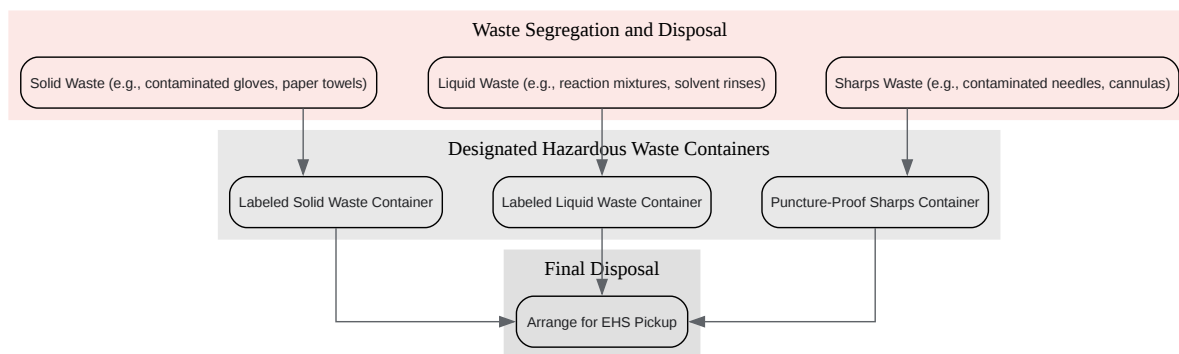 Waste Segregation and Disposal
Solid Waste (e.g., contaminated gloves, paper towels)
Liquid Waste (e.g., reaction mixtures, solvent rinses)
Sharps Waste (e.g., contaminated needles, cannulas)
Designated Hazardous Waste Containers
Labeled Solid Waste Container
Labeled Liquid Waste Container
Puncture-Proof Sharps Container
Final Disposal
Arrange for EHS Pickup